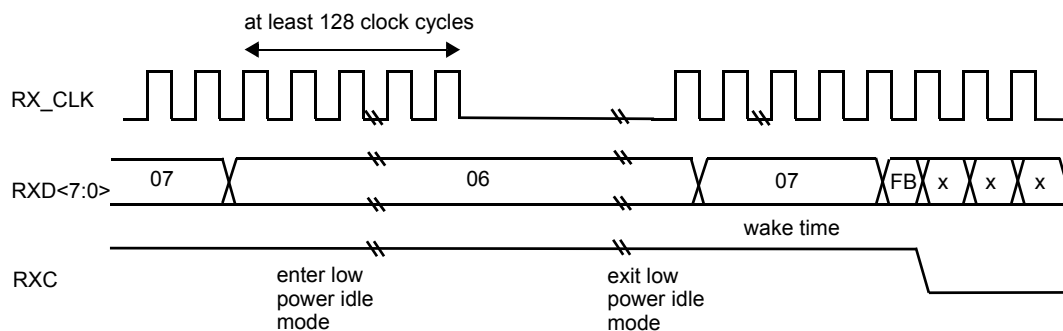 at least 128 clock cycles
RX_CLK
RXD<7:0>
07
06
07
FB
x
x
x
wake time
RXC
enter low
power idle
mode
exit low
power idle
mode